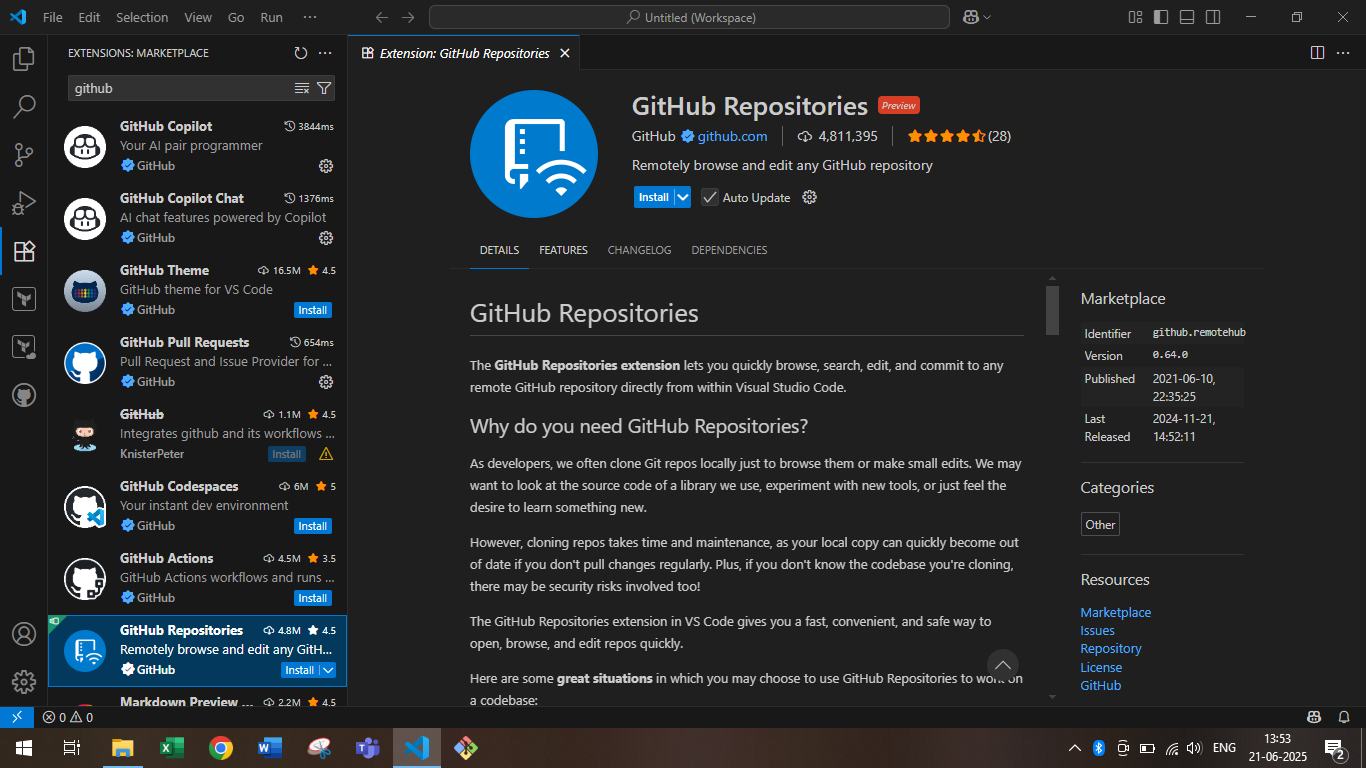 File Edit Selection View Go Run ···
Untitled (Workspace)
EXTENSIONS: MARKETPLACE
github
GitHub Copilot 3844ms
Your AI pair programmer
GitHub
GitHub Copilot Chat 1376ms
AI chat features powered by Copilot
GitHub
GitHub Theme 16.5M 4.5
GitHub theme for VS Code
GitHub Install
GitHub Pull Requests 654ms
Pull Request and Issue Provider for ...
GitHub
GitHub 1.1M 4.5
Integrates github and its workflows ...
KnisterPeter Install
GitHub Codespaces 6M 5
Your instant dev environment
GitHub Install
GitHub Actions 4.5M 3.5
GitHub Actions workflows and runs ...
GitHub Install
GitHub Repositories 4.8M 4.5
Remotely browse and edit any GitH...
GitHub Install
Markdown Preview ... 2.2M 4.5
Extension: GitHub Repositories
GitHub Repositories Preview
GitHub github.com 4,811,395 (28)
Remotely browse and edit any GitHub repository
Install Auto Update
DETAILS FEATURES CHANGELOG DEPENDENCIES
GitHub Repositories
The GitHub Repositories extension lets you quickly browse, search, edit, and commit to any
remote GitHub repository directly from within Visual Studio Code.
Why do you need GitHub Repositories?
As developers, we often clone Git repos locally just to browse them or make small edits. We may
want to look at the source code of a library we use, experiment with new tools, or just feel the
desire to learn something new.
However, cloning repos takes time and maintenance, as your local copy can quickly become out
of date if you don't pull changes regularly. Plus, if you don't know the codebase you're cloning,
there may be security risks involved too!
The GitHub Repositories extension in VS Code gives you a fast, convenient, and safe way to
open, browse, and edit repos quickly.
Here are some great situations in which you may choose to use GitHub Repositories to work on
a codebase:
Marketplace
Identifier github.remotehub
Version 0.64.0
Published 2021-06-10,
22:35:25
Last 2024-11-21,
Released 14:52:11
Categories
Other
Resources
Marketplace
Issues
Repository
License
GitHub
0 0
ENG
13:53
21-06-2025
2